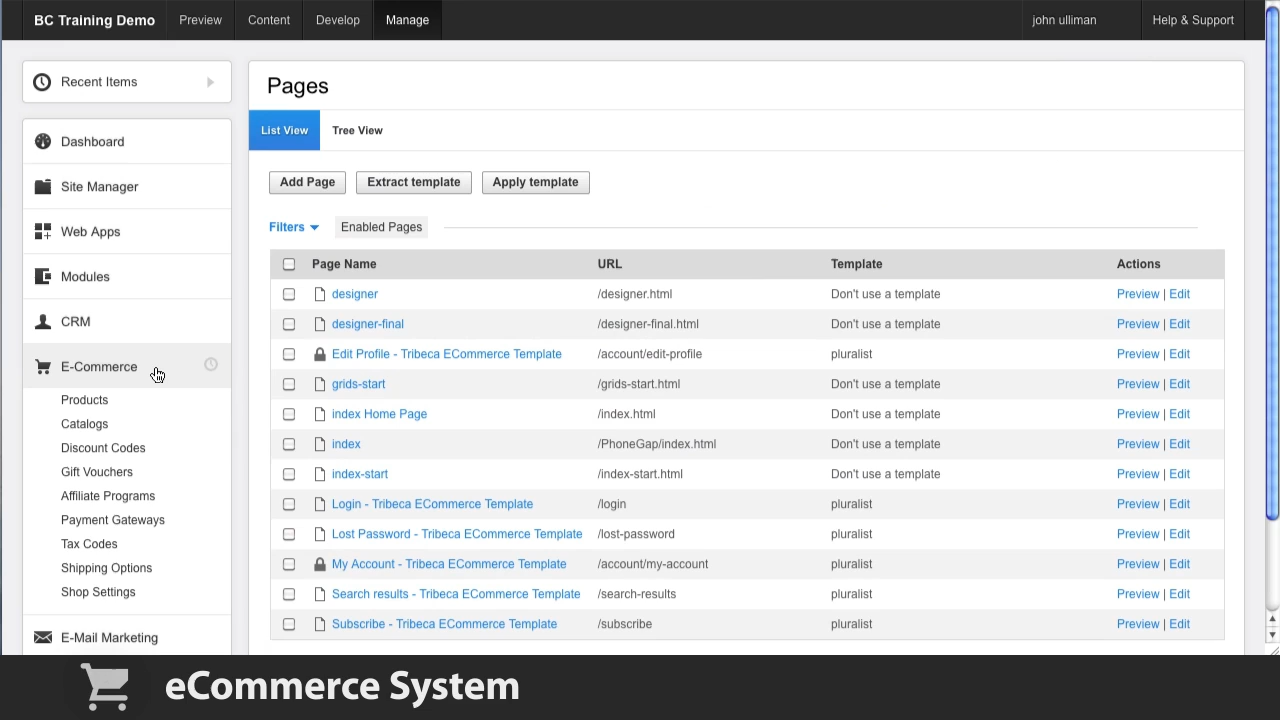 BC Training Demo Preview Content Develop Manage john ulliman Help & Support
Recent Items
Dashboard
Site Manager
Web Apps
Modules
CRM
E-Commerce
Products
Catalogs
Discount Codes
Gift Vouchers
Affiliate Programs
Payment Gateways
Tax Codes
Shipping Options
Shop Settings
E-Mail Marketing
Pages
List View Tree View
Add Page Extract template Apply template
Filters Enabled Pages
Page Name URL Template Actions
designer /designer.html Don't use a template Preview | Edit
designer-final /designer-final.html Don't use a template Preview | Edit
Edit Profile - Tribeca ECommerce Template /account/edit-profile pluralist Preview | Edit
grids-start /grids-start.html Don't use a template Preview | Edit
index Home Page /index.html Don't use a template Preview | Edit
index /PhoneGap/index.html Don't use a template Preview | Edit
index-start /index-start.html Don't use a template Preview | Edit
Login - Tribeca ECommerce Template /login pluralist Preview | Edit
Lost Password - Tribeca ECommerce Template /lost-password pluralist Preview | Edit
My Account - Tribeca ECommerce Template /account/my-account pluralist Preview | Edit
Search results - Tribeca ECommerce Template /search-results pluralist Preview | Edit
Subscribe - Tribeca ECommerce Template /subscribe pluralist Preview | Edit
eCommerce System